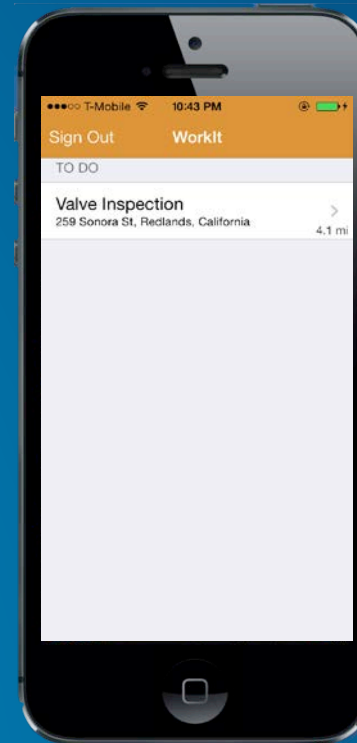 T-Mobile 10:43 PM
Sign Out WorkIt
TO DO
Valve Inspection
259 Sonora St, Redlands, California
4.1 mi